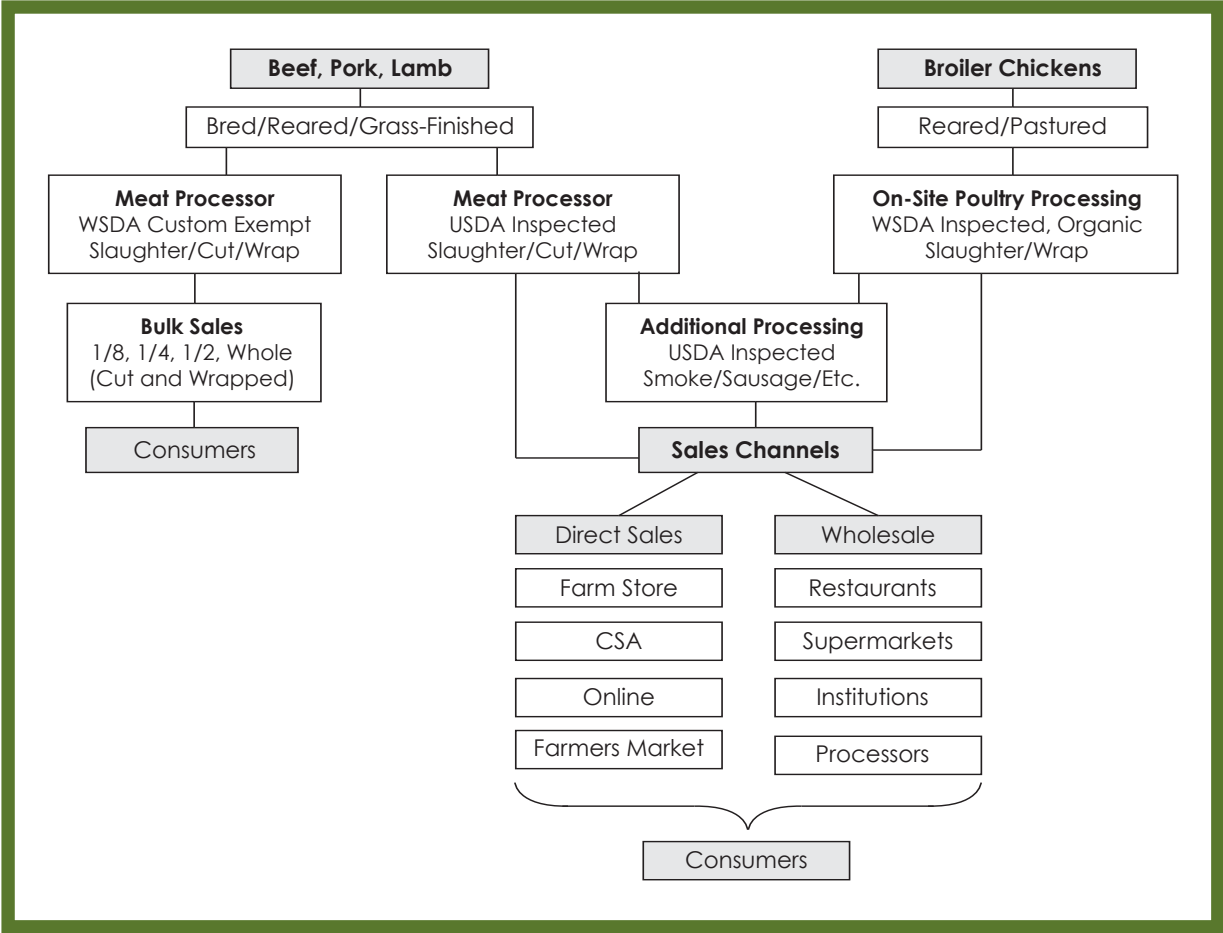 Beef, Pork, Lamb
Broiler Chickens
Bred/Reared/Grass-Finished
Reared/Pastured
Meat Processor
WSDA Custom Exempt
Slaughter/Cut/Wrap
Meat Processor
USDA Inspected
Slaughter/Cut/Wrap
On-Site Poultry Processing
WSDA Inspected, Organic
Slaughter/Wrap
Bulk Sales
1/8, 1/4, 1/2, Whole
(Cut and Wrapped)
Additional Processing
USDA Inspected
Smoke/Sausage/Etc.
Consumers
Sales Channels
Direct Sales
Farm Store
CSA
Online
Farmers Market
Wholesale
Restaurants
Supermarkets
Institutions
Processors
Consumers